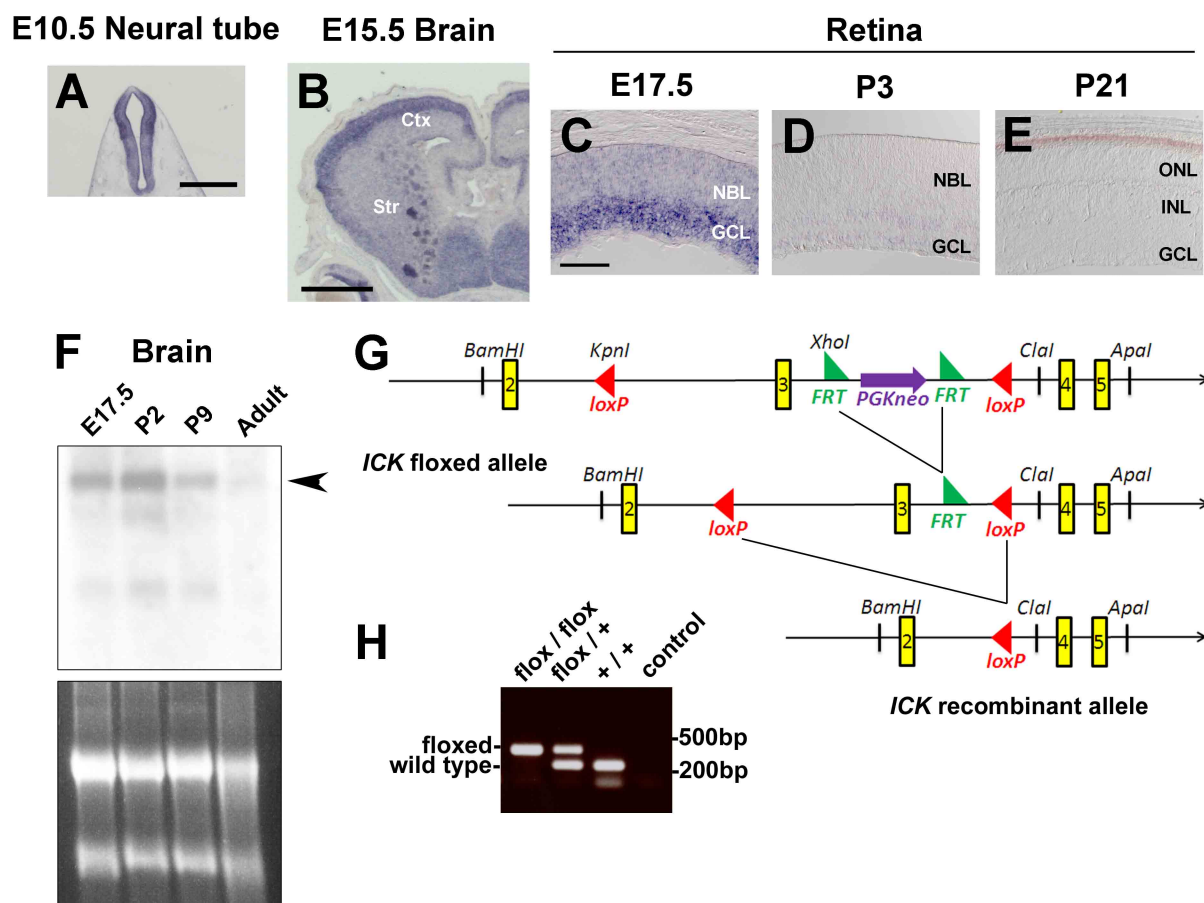 E10.5 Neural tube
E15.5 Brain
Retina
E17.5
P3
P21
A
B
Ctx
Str
C
NBL
GCL
D
NBL
GCL
E
ONL
INL
GCL
F
Brain
E17.5
P2
P9
Adult
G
BamHI
KpnI
XhoI
ClaI
ApaI
2
3
4
5
loxP
FRT
PGKneo
FRT
loxP
ICK floxed allele
BamHI
ClaI
ApaI
2
3
4
5
loxP
FRT
loxP
BamHI
ClaI
ApaI
2
4
5
loxP
ICK recombinant allele
H
flox / flox
flox / +
+ / +
control
floxed-
wild type-
-500bp
-200bp